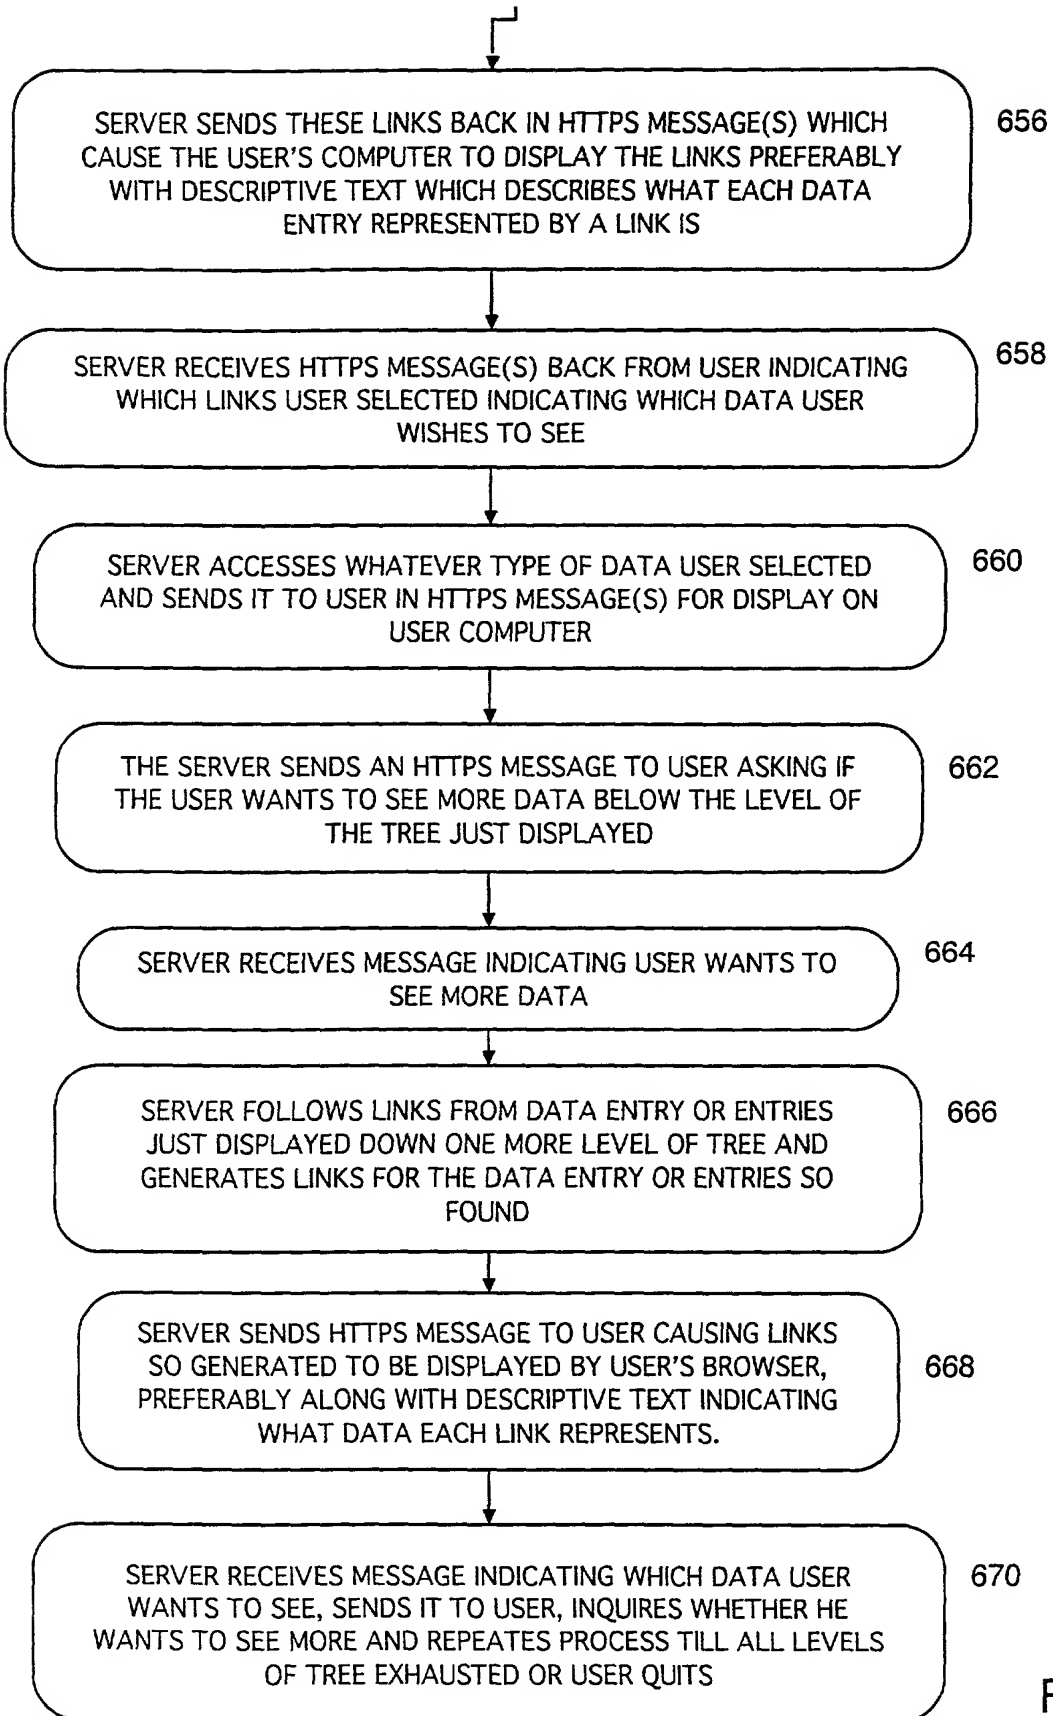 SERVER SENDS THESE LINKS BACK IN HTTPS MESSAGE(S) WHICH
CAUSE THE USER'S COMPUTER TO DISPLAY THE LINKS PREFERABLY
WITH DESCRIPTIVE TEXT WHICH DESCRIBES WHAT EACH DATA
ENTRY REPRESENTED BY A LINK IS
656
SERVER RECEIVES HTTPS MESSAGE(S) BACK FROM USER INDICATING
WHICH LINKS USER SELECTED INDICATING WHICH DATA USER
WISHES TO SEE
658
SERVER ACCESSES WHATEVER TYPE OF DATA USER SELECTED
AND SENDS IT TO USER IN HTTPS MESSAGE(S) FOR DISPLAY ON
USER COMPUTER
660
THE SERVER SENDS AN HTTPS MESSAGE TO USER ASKING IF
THE USER WANTS TO SEE MORE DATA BELOW THE LEVEL OF
THE TREE JUST DISPLAYED
662
SERVER RECEIVES MESSAGE INDICATING USER WANTS TO
SEE MORE DATA
664
SERVER FOLLOWS LINKS FROM DATA ENTRY OR ENTRIES
JUST DISPLAYED DOWN ONE MORE LEVEL OF TREE AND
GENERATES LINKS FOR THE DATA ENTRY OR ENTRIES SO
FOUND
666
SERVER SENDS HTTPS MESSAGE TO USER CAUSING LINKS
SO GENERATED TO BE DISPLAYED BY USER'S BROWSER,
PREFERABLY ALONG WITH DESCRIPTIVE TEXT INDICATING
WHAT DATA EACH LINK REPRESENTS.
668
SERVER RECEIVES MESSAGE INDICATING WHICH DATA USER
WANTS TO SEE, SENDS IT TO USER, INQUIRES WHETHER HE
WANTS TO SEE MORE AND REPEATES PROCESS TILL ALL LEVELS
OF TREE EXHAUSTED OR USER QUITS
670